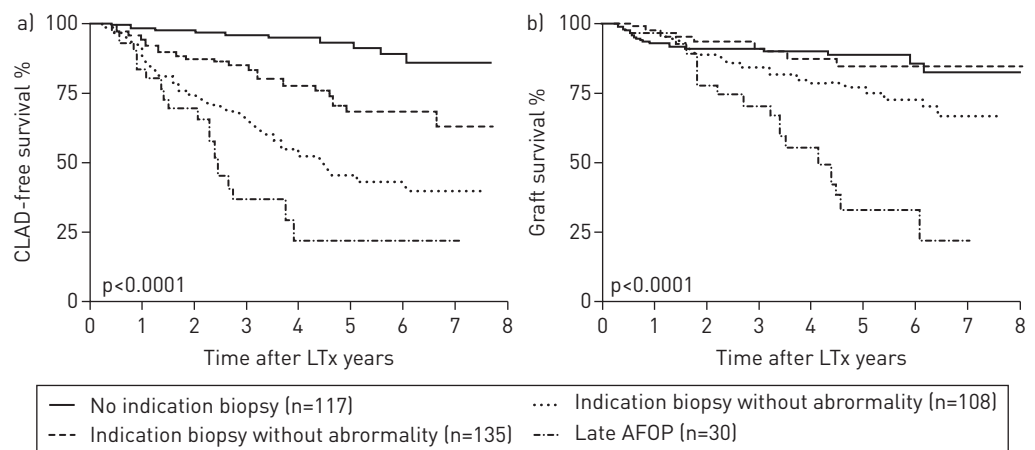 a)
100
75
50
25
0
CLAD-free survival %
p<0.0001
0 1 2 3 4 5 6 7 8
Time after LTx years
b)
100
75
50
25
0
Graft survival %
p<0.0001
0 1 2 3 4 5 6 7 8
Time after LTx years
No indication biopsy (n=117)
Indication biopsy without abrormality (n=135)
Indication biopsy without abrormality (n=108)
Late AFOP (n=30)